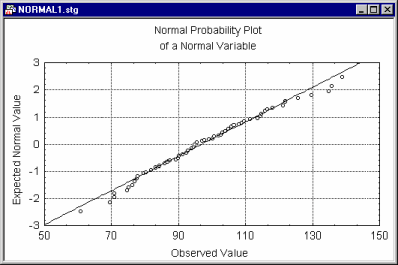 NORMAL1.stg
Normal Probability Plot
of a Normal Variable
Expected Normal Value
3
2
1
0
-1
-2
-3
50 70 90 110 130 150
Observed Value